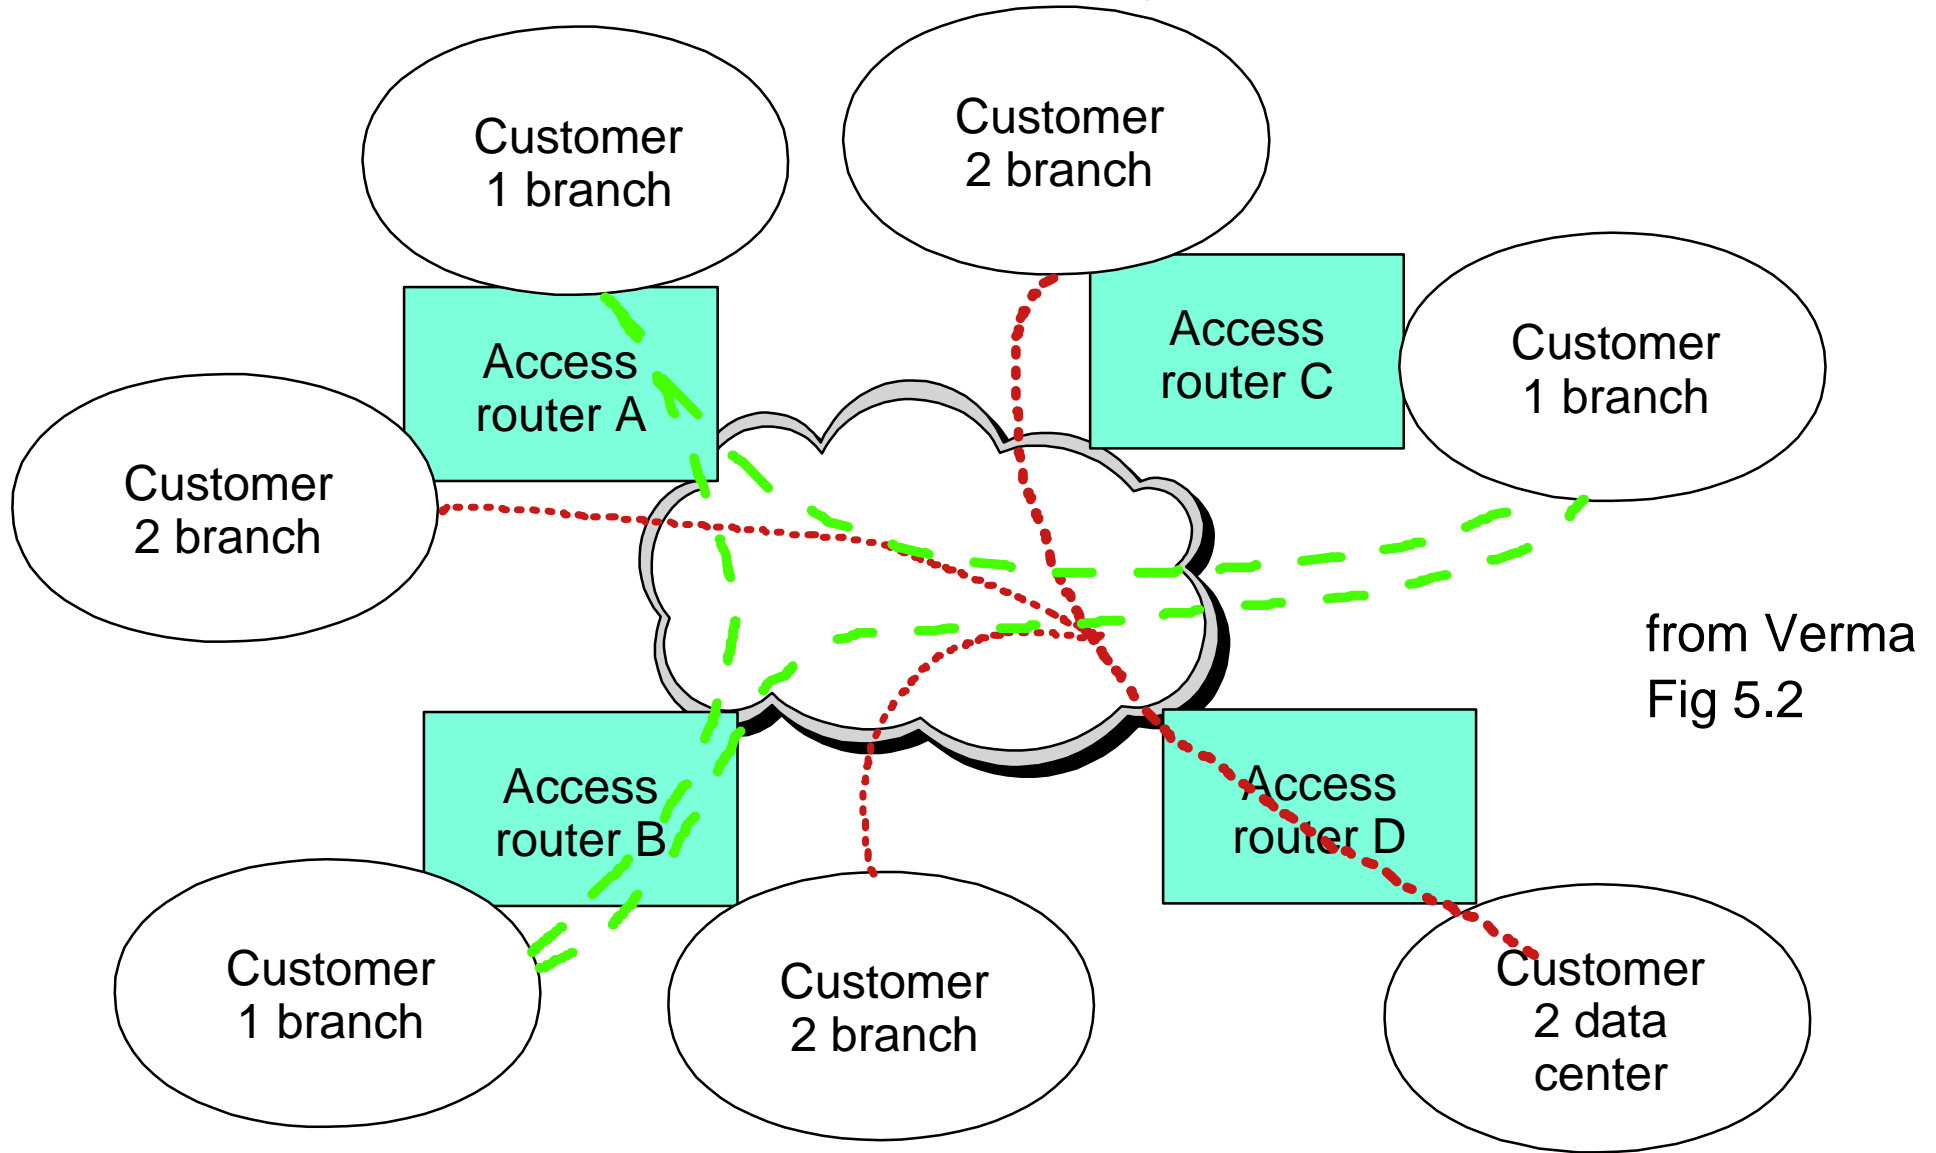 Customer
1 branch
Customer
2 branch
Access
router A
Access
router C
Customer
1 branch
Customer
2 branch
from Verma
Fig 5.2
Access
router B
Access
router D
Customer
1 branch
Customer
2 branch
Customer
2 data
center